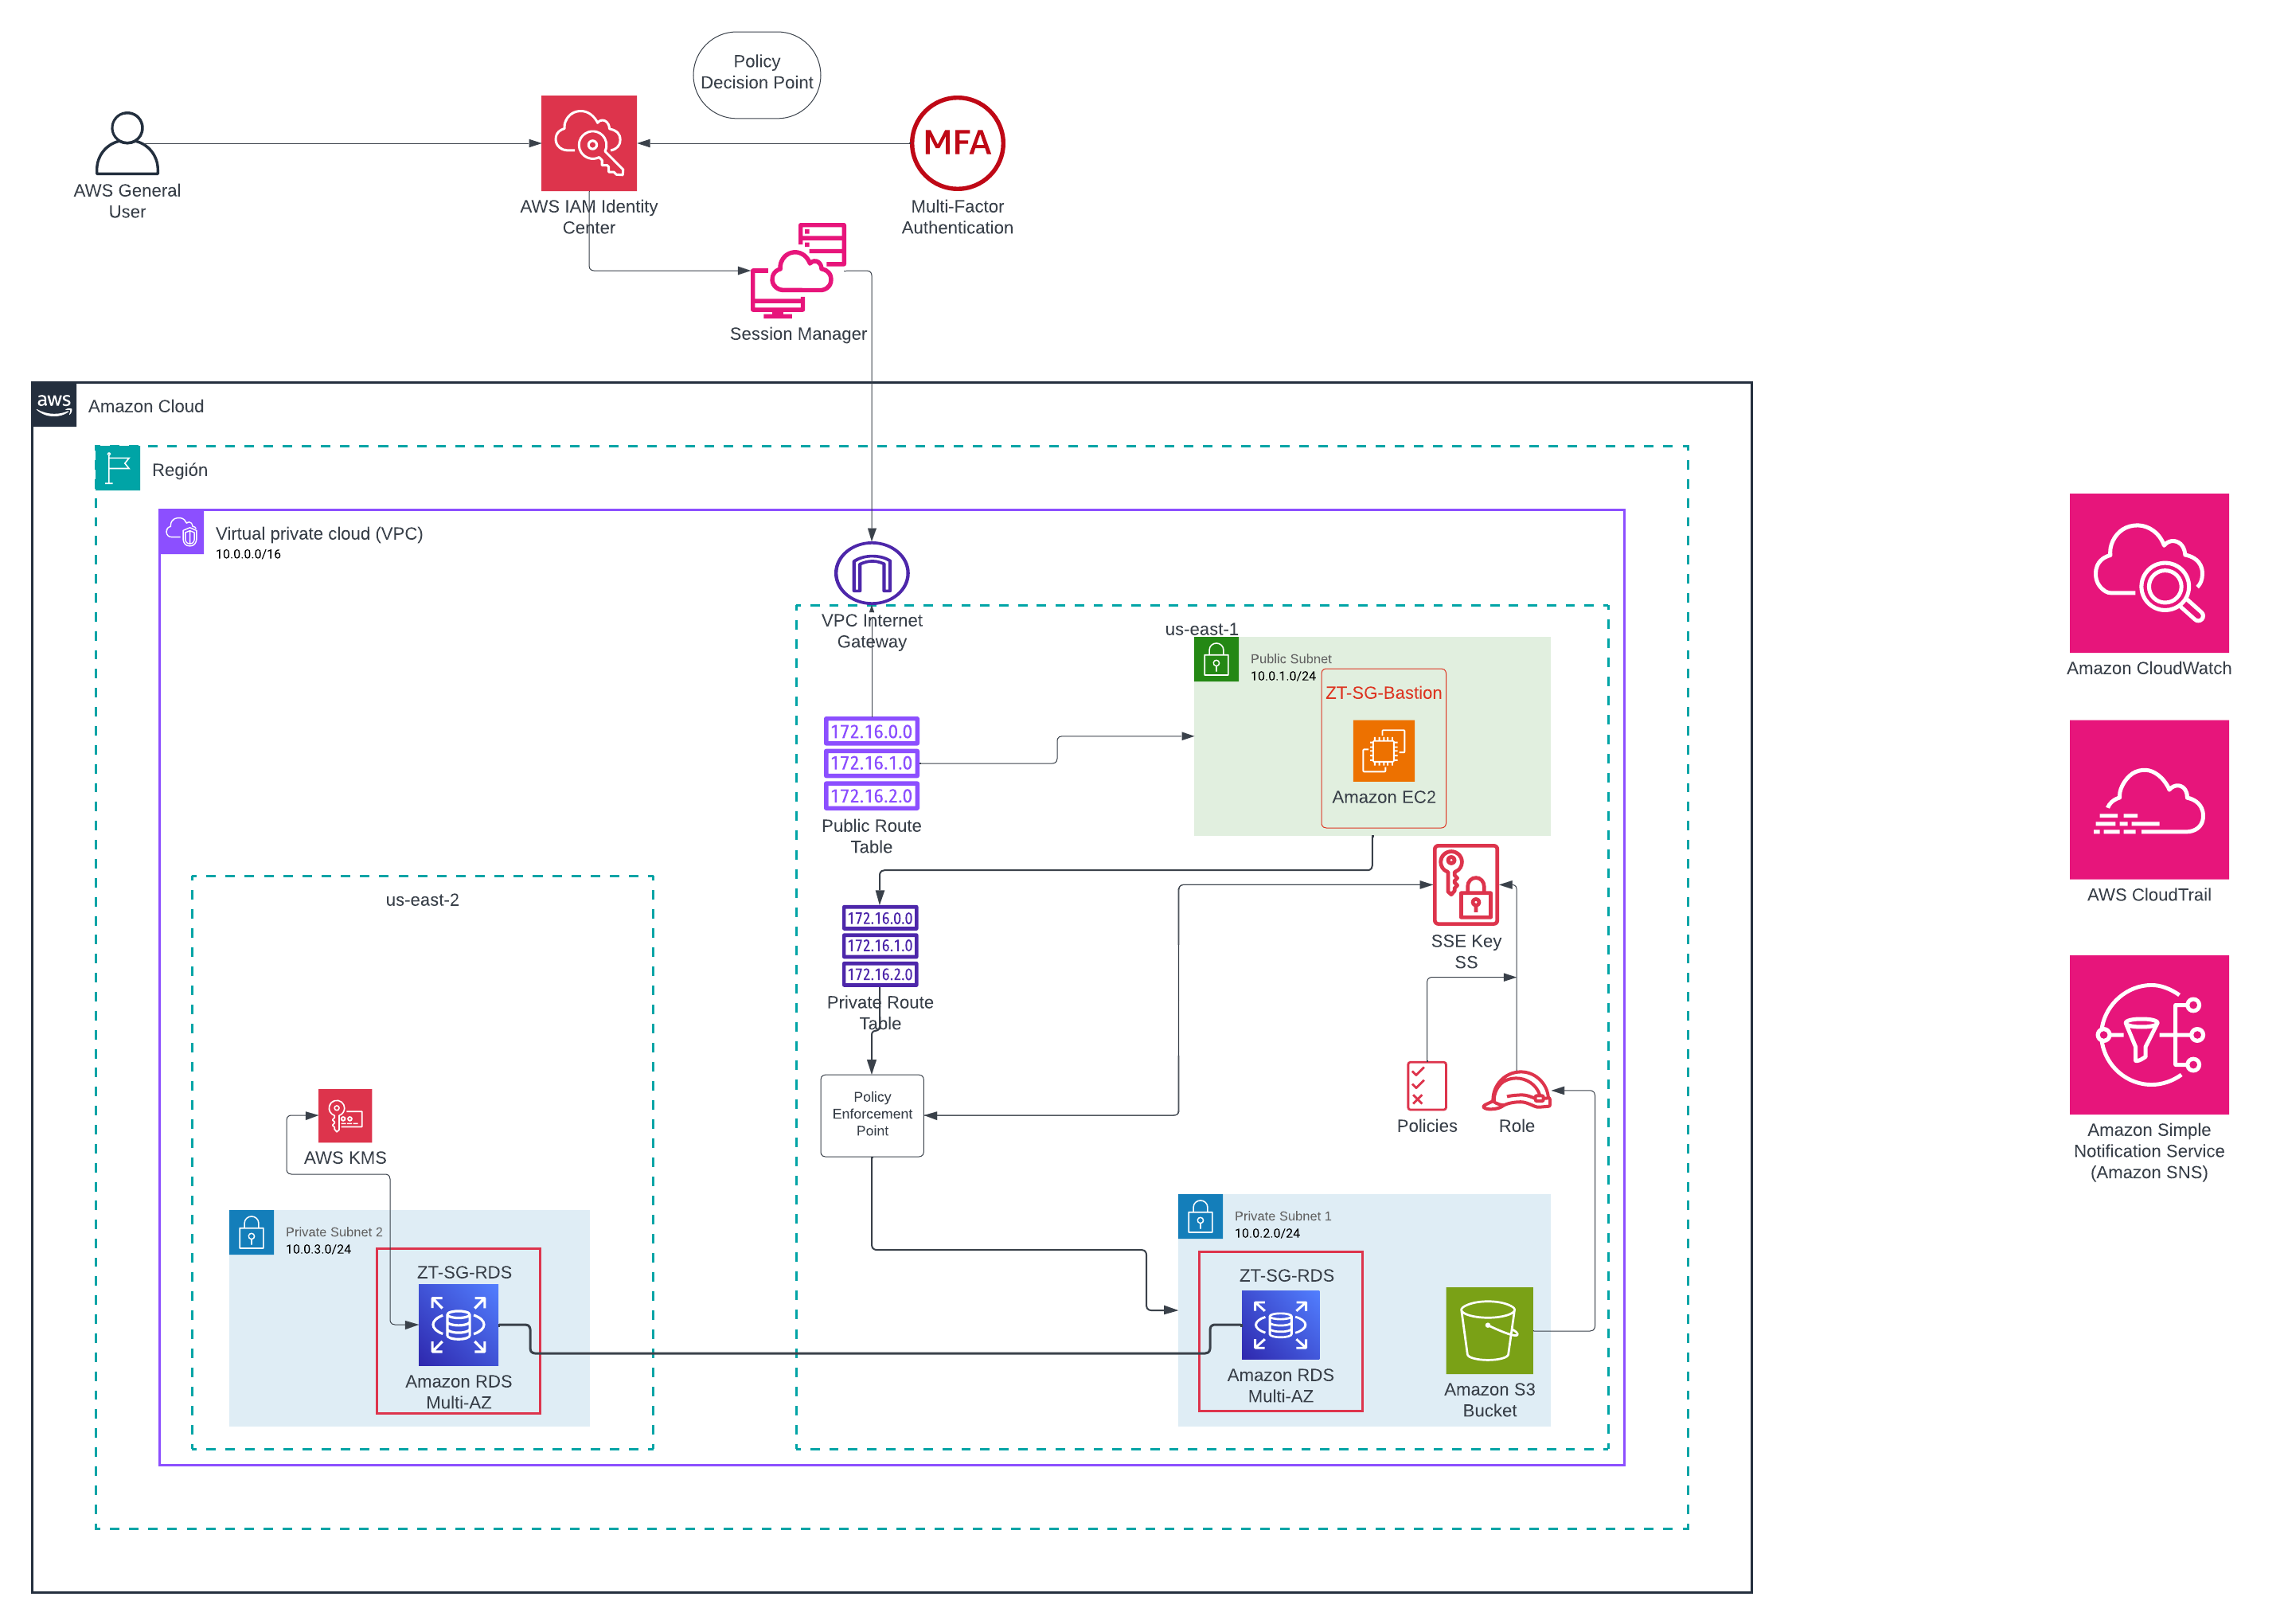 Policy
Decision Point
MFA
AWS General
User
AWS IAM Identity
Center
Multi-Factor
Authentication
Session Manager
aws
Amazon Cloud
Región
Virtual private cloud (VPC)
10.0.0.0/16
VPC Internet
Gateway
us-east-1
Public Subnet
10.0.1.0/24
ZT-SG-Bastion
Amazon EC2
172.16.0.0
172.16.1.0
172.16.2.0
Public Route
Table
us-east-2
172.16.0.0
172.16.1.0
172.16.2.0
Private Route
Table
SSE Key
SS
Policy
Enforcement
Point
Policies
Role
AWS KMS
Private Subnet 2
10.0.3.0/24
ZT-SG-RDS
Amazon RDS
Multi-AZ
Private Subnet 1
10.0.2.0/24
ZT-SG-RDS
Amazon RDS
Multi-AZ
Amazon S3
Bucket
Amazon CloudWatch
AWS CloudTrail
Amazon Simple
Notification Service
(Amazon SNS)